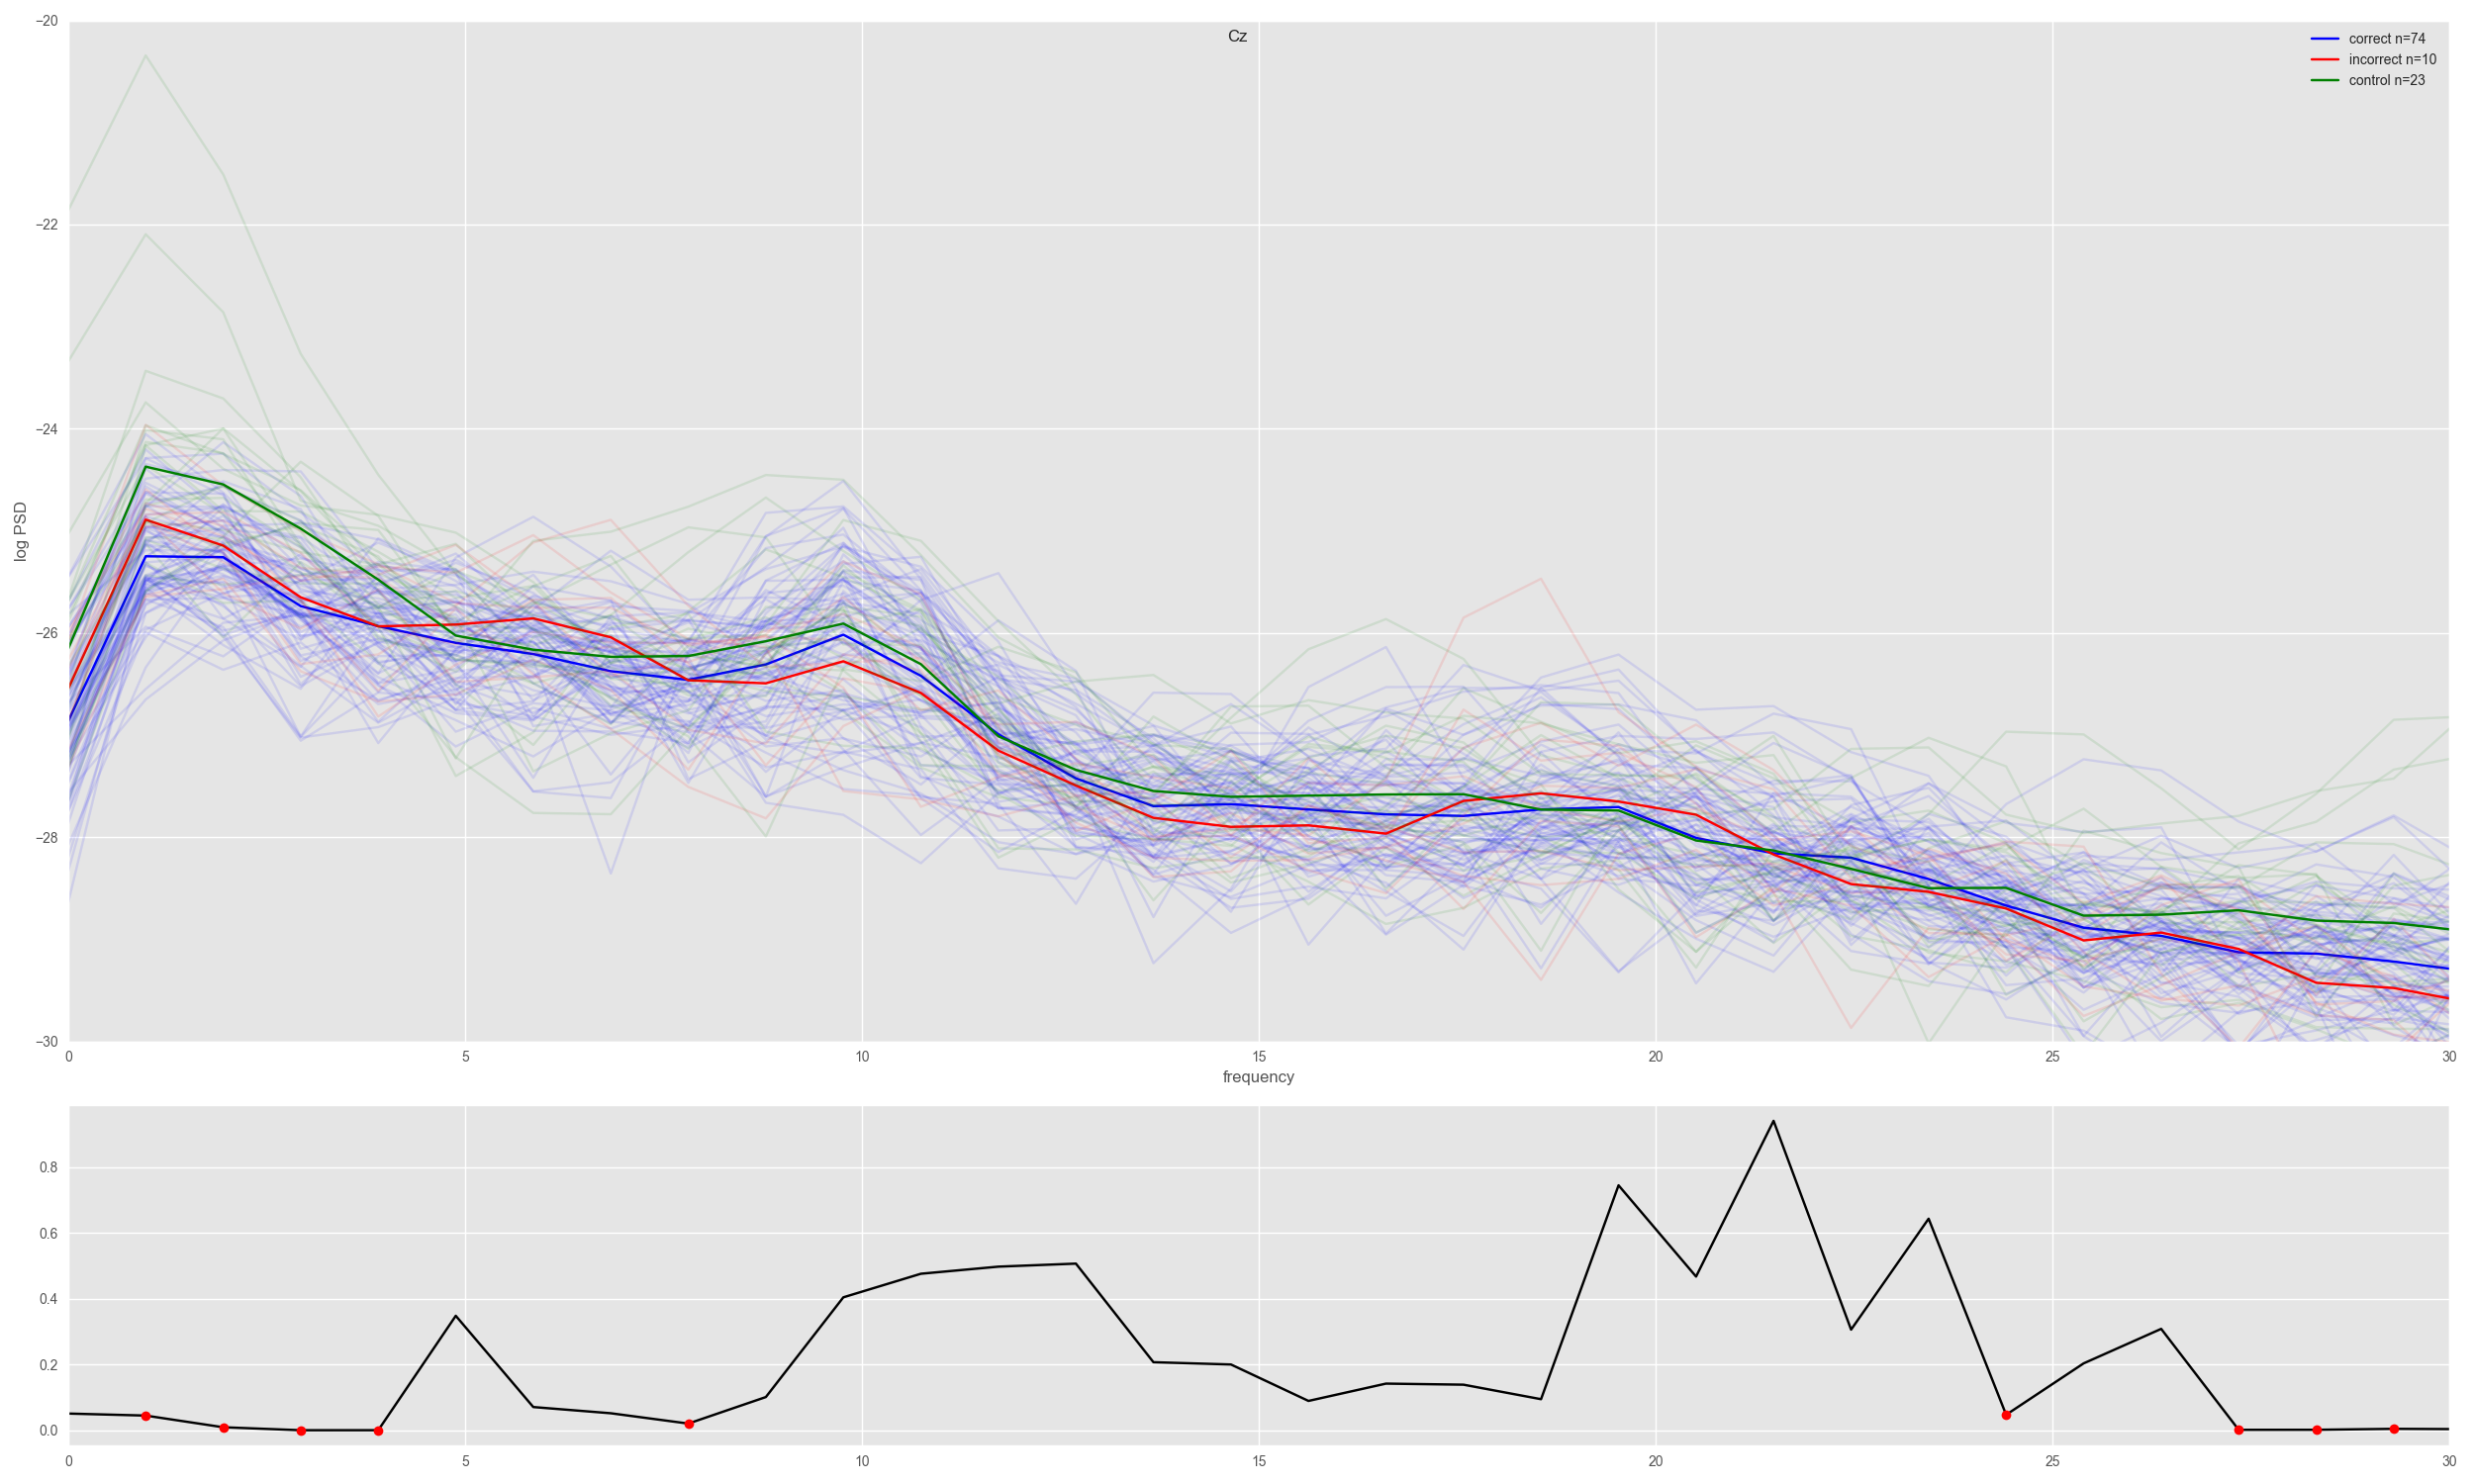 Cz
correct n=74
incorrect n=10
control n=23
−20
−22
−24
−26
−28
−30
log PSD
0 5 10 15 20 25 30
frequency
0.8
0.6
0.4
0.2
0.0
0 5 10 15 20 25 30